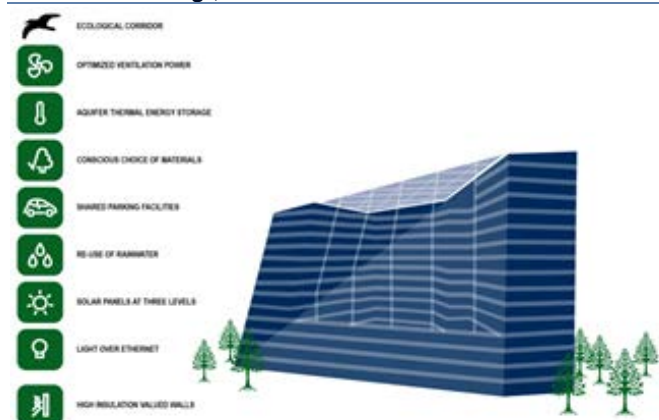 ECOLOGICAL CORRIDOR
OPTIMIZED VENTILATION POWER
AQUIFER THERMAL ENERGY STORAGE
CONSCIOUS CHOICE OF MATERIALS
SHARED PARKING FACILITIES
RE-USE OF RAINWATER
SOLAR PANELS AT THREE LEVELS
LIGHT OVER ETHERNET
HIGH INSULATION VALUED WALLS